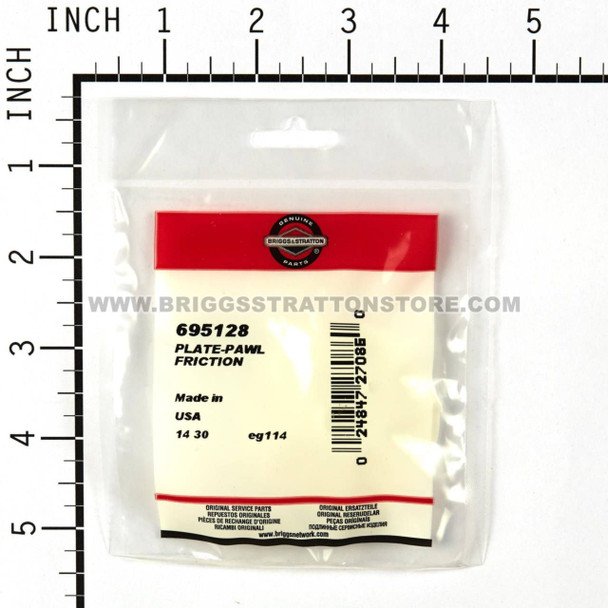 INCH 1 2 3 4 5
INCH
1
2
3
4
5
GENUINE
BRIGGS&STRATTON
®
PARTS
WWW.BRIGGSSTRATTONSTORE.COM
695128
PLATE-PAWL
FRICTION
Made in
USA
14 30 eg114
0 24847 27086 0
ORIGINAL SERVICE PARTS
REPUESTOS ORIGINALES
PIÈCES DE RECHANGE D'ORIGINE
RICAMBI ORIGINALI
ORIGINAL ERSATZTEILE
ORIGINAL RESERVDELAR
PEÇAS ORIGINAIS
ПОДЛИННЫЕ СЕРВИСНЫЕ ИЗДЕЛИЯ
www.briggsnetwork.com